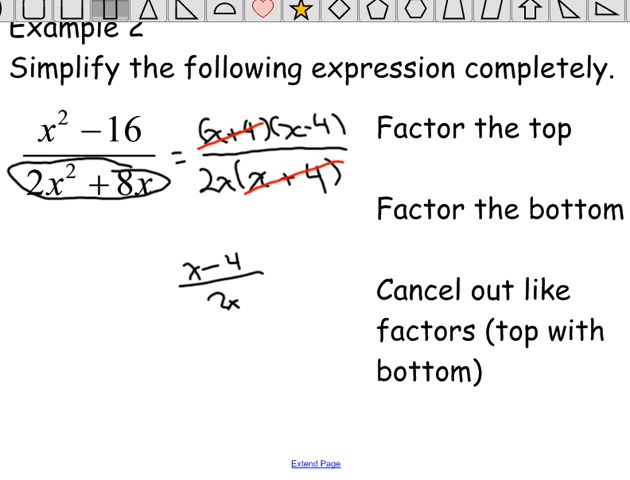 Example 2
Simplify the following expression completely.
x² – 16 / 2x² + 8x = (x+4)(x-4) / 2x(x+4)
Factor the top
Factor the bottom
x-4 / 2x
Cancel out like
factors (top with
bottom)
Extend Page